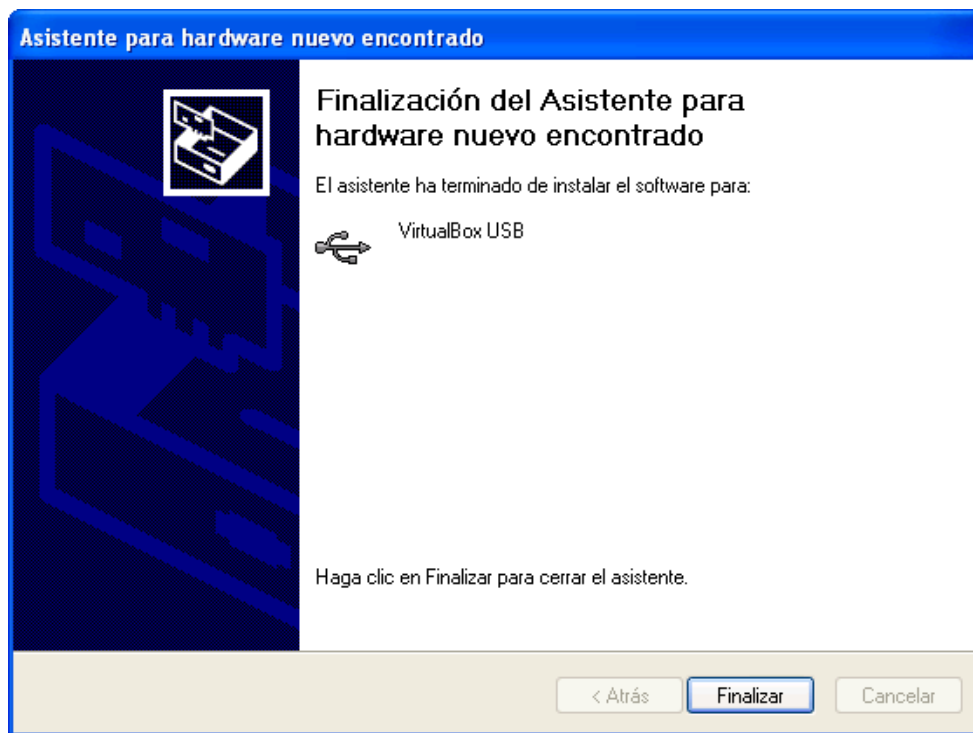 Asistente para hardware nuevo encontrado
Finalización del Asistente para
hardware nuevo encontrado
El asistente ha terminado de instalar el software para:
VirtualBox USB
Haga clic en Finalizar para cerrar el asistente.
< Atrás Finalizar Cancelar